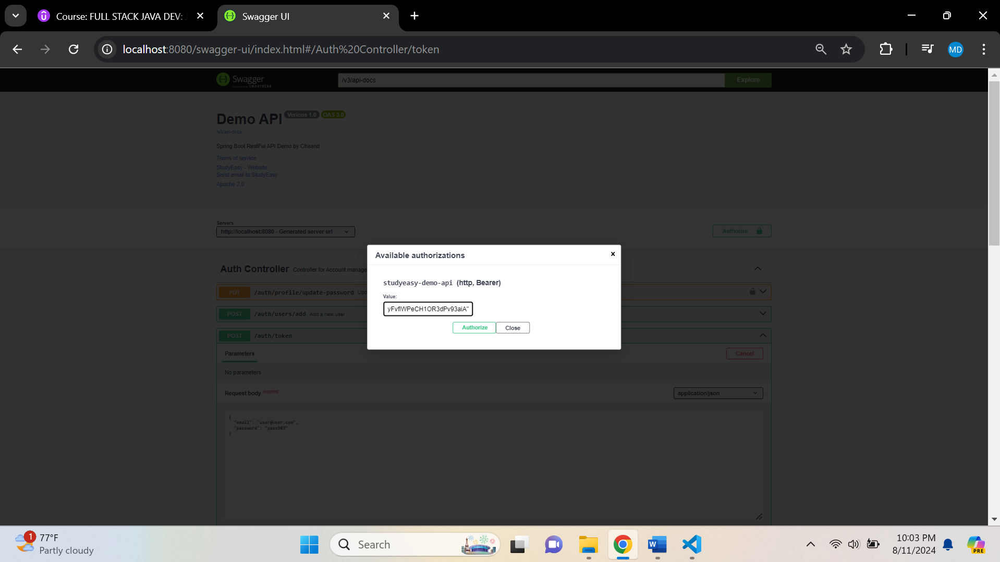 Course: FULL STACK JAVA DEV:
Swagger UI
localhost:8080/swagger-ui/index.html#/Auth%20Controller/token
MD
Swagger
supported by SMARTBEAR
/v3/api-docs
Explore
Demo API
Verions 1.0
OAS 3.0
/v3/api-docs
Spring Boot RestFul API Demo by Chaand
Terms of service
StudyEasy - Website
Send email to StudyEasy
Apache 2.0
Servers
http://localhost:8080 - Generated server url
Authorize
Available authorizations
studyeasy-demo-api (http, Bearer)
Value:
yFvflWPeCH1OR3dPv93aiA"
Authorize
Close
Auth Controller Controller for Account manage
PUT /auth/profile/update-password
POST /auth/users/add Add a new user
POST /auth/token
Parameters
Cancel
No parameters
Request body required
application/json
{
"email": "user@user.com",
"password": "pass987"
}
1
77°F
Partly cloudy
Search
W
PRE
10:03 PM
8/11/2024